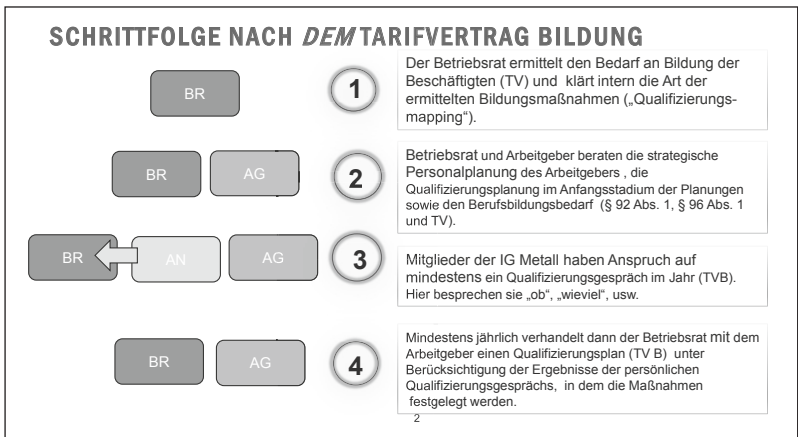 SCHRITTFOLGE NACH DEM TARIFVERTRAG BILDUNG
BR
1
Der Betriebsrat ermittelt den Bedarf an Bildung der
Beschäftigten (TV) und klärt intern die Art der
ermittelten Bildungsmaßnahmen („Qualifizierungs-
mapping“).
BR AG
2
Betriebsrat und Arbeitgeber beraten die strategische
Personalplanung des Arbeitgebers , die
Qualifizierungsplanung im Anfangsstadium der Planungen
sowie den Berufsbildungsbedarf (§ 92 Abs. 1, § 96 Abs. 1
und TV).
BR AN AG
3
Mitglieder der IG Metall haben Anspruch auf
mindestens ein Qualifizierungsgespräch im Jahr (TVB).
Hier besprechen sie „ob“, „wieviel“, usw.
BR AG
4
Mindestens jährlich verhandelt dann der Betriebsrat mit dem
Arbeitgeber einen Qualifizierungsplan (TV B) unter
Berücksichtigung der Ergebnisse der persönlichen
Qualifizierungsgesprächs, in dem die Maßnahmen
festgelegt werden.
2